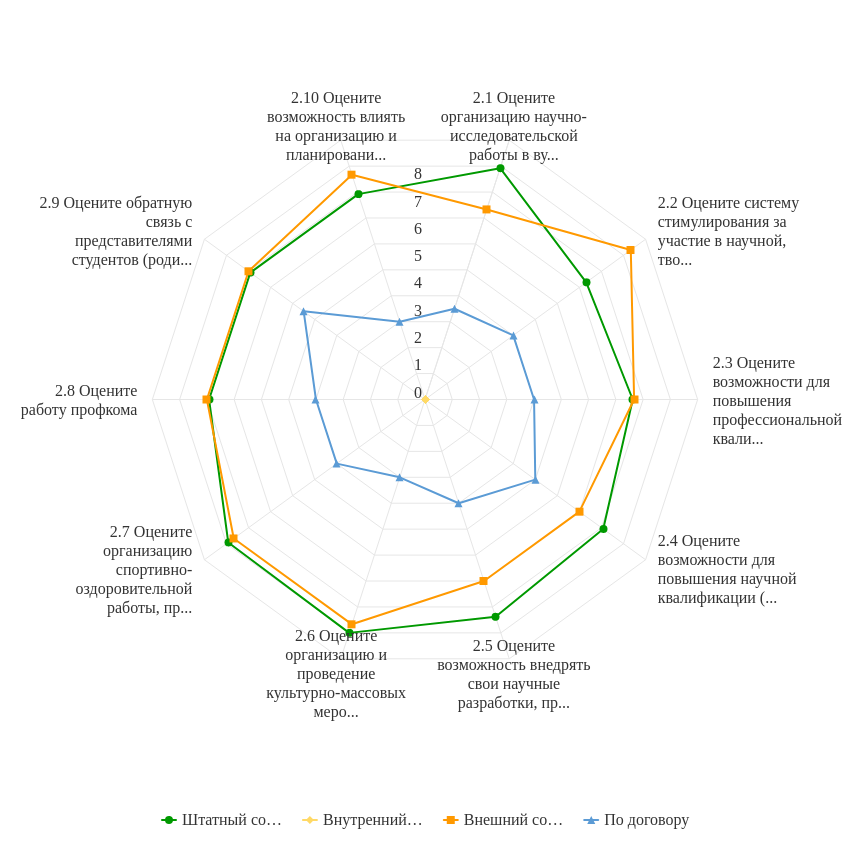 2.10 Оцените
возможность влиять
на организацию и
планировани...
2.1 Оцените
организацию научно-
исследовательской
работы в ву...
2.9 Оцените обратную
связь с
представителями
студентов (роди...
2.2 Оцените систему
стимулирования за
участие в научной,
тво...
8
7
6
5
4
3
2
1
0
2.8 Оцените
работу профкома
2.3 Оцените
возможности для
повышения
профессиональной
квали...
2.7 Оцените
организацию
спортивно-
оздоровительной
работы, пр...
2.4 Оцените
возможности для
повышения научной
квалификации (...
2.6 Оцените
организацию и
проведение
культурно-массовых
меро...
2.5 Оцените
возможность внедрять
свои научные
разработки, пр...
Штатный со… Внутренний… Внешний со… По договору